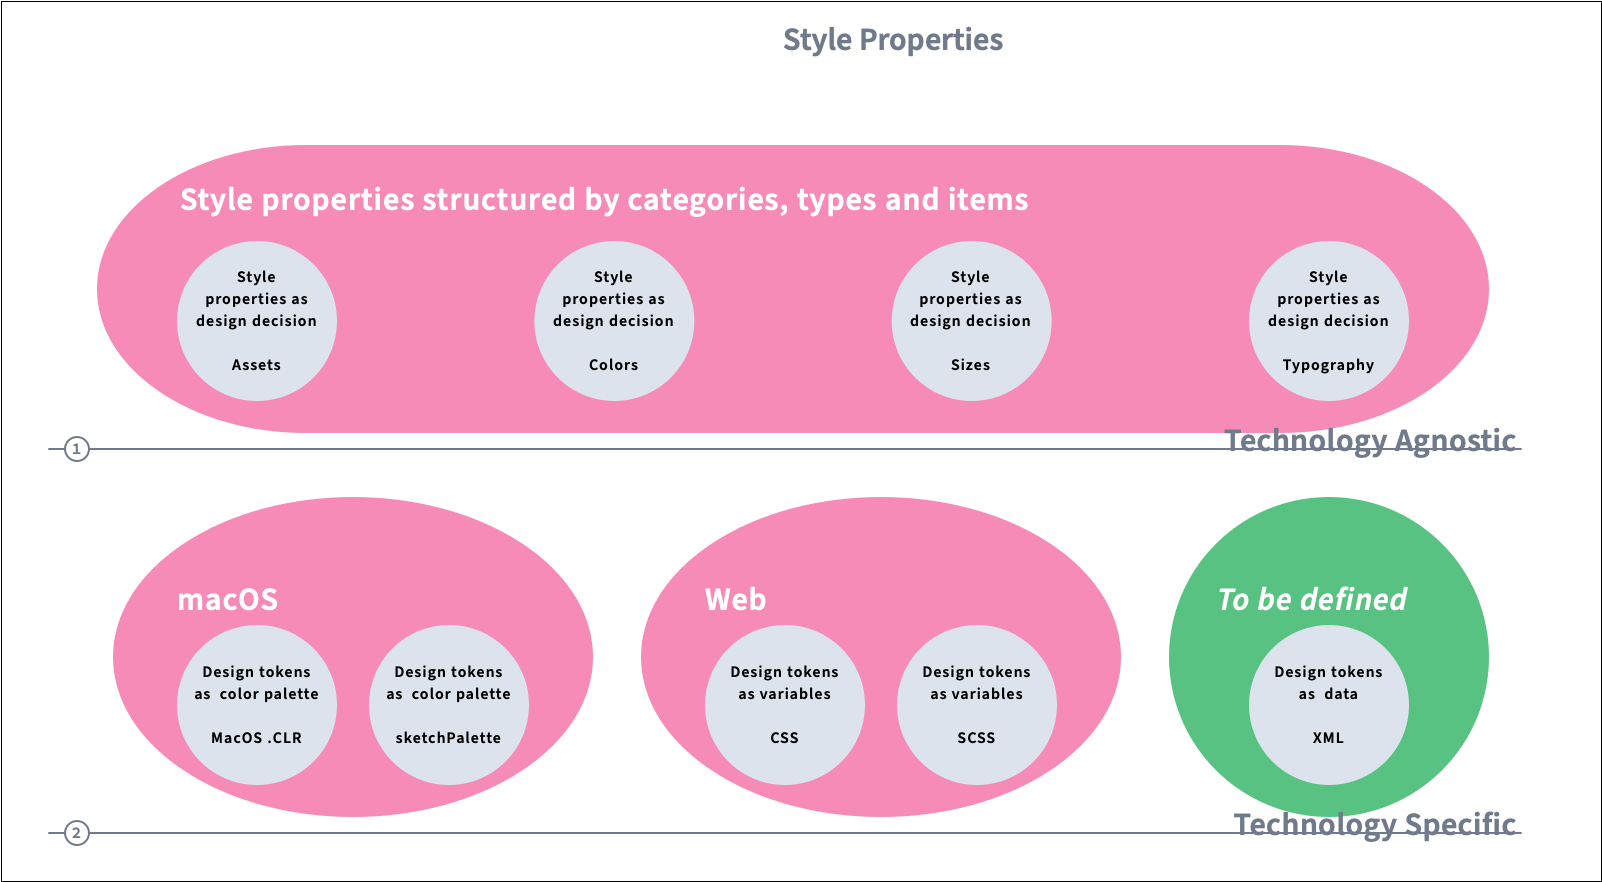 Style Properties
Style properties structured by categories, types and items
Style
properties as
design decision
Assets
Style
properties as
design decision
Colors
Style
properties as
design decision
Sizes
Style
properties as
design decision
Typography
1
Technology Agnostic
macOS
Design tokens
as color palette
MacOS .CLR
Design tokens
as color palette
sketchPalette
Web
Design tokens
as variables
CSS
Design tokens
as variables
SCSS
To be defined
Design tokens
as data
XML
2
Technology Specific